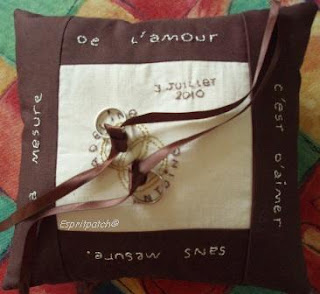 a mesure
De L'amour
c'est D'aimer
sans mesure.
3 JUILLET
2010
Espritpatch®